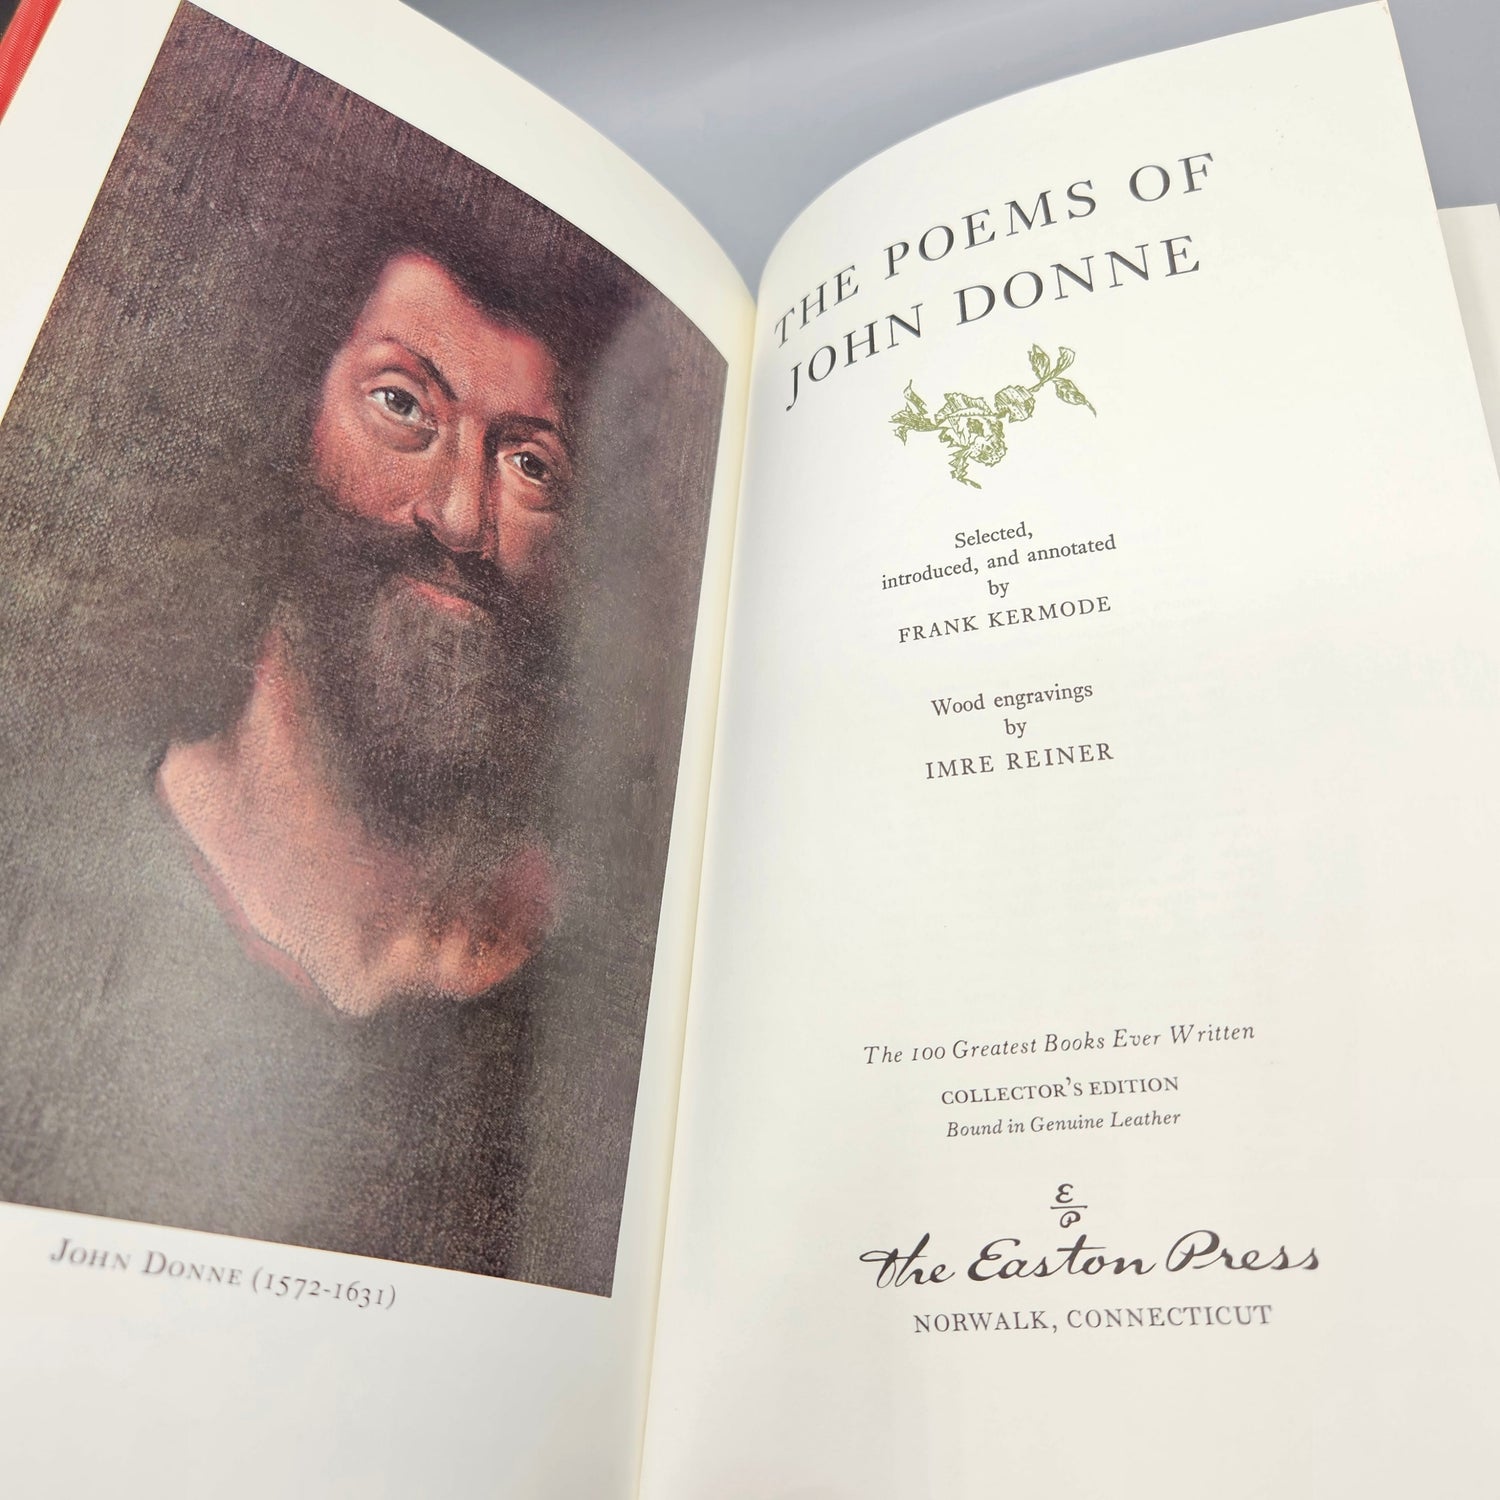 JOHN DONNE (1572-1631)
THE POEMS OF
JOHN DONNE
Selected,
introduced, and annotated
by
FRANK KERMODE
Wood engravings
by
IMRE REINER
The 100 Greatest Books Ever Written
COLLECTOR'S EDITION
Bound in Genuine Leather
E
P
The Easton Press
NORWALK, CONNECTICUT